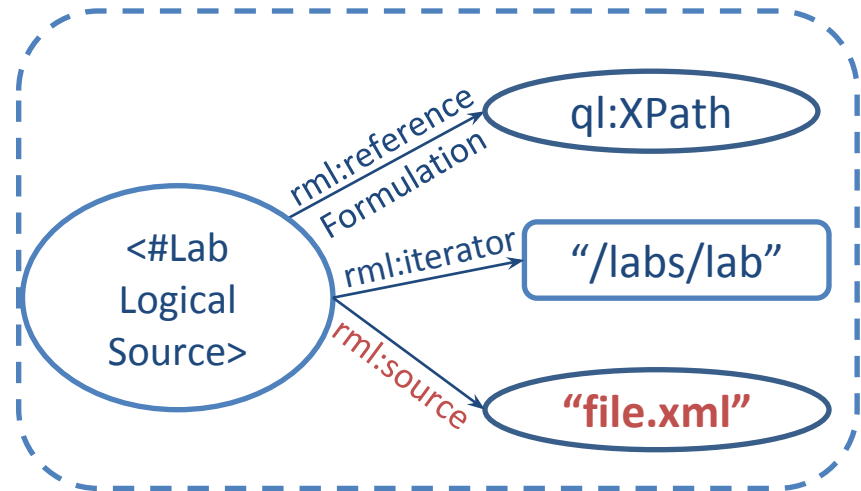 <#Lab
Logical
Source>
rml:reference
Formulation
ql:XPath
rml:iterator
“/labs/lab”
rml:source
“file.xml”